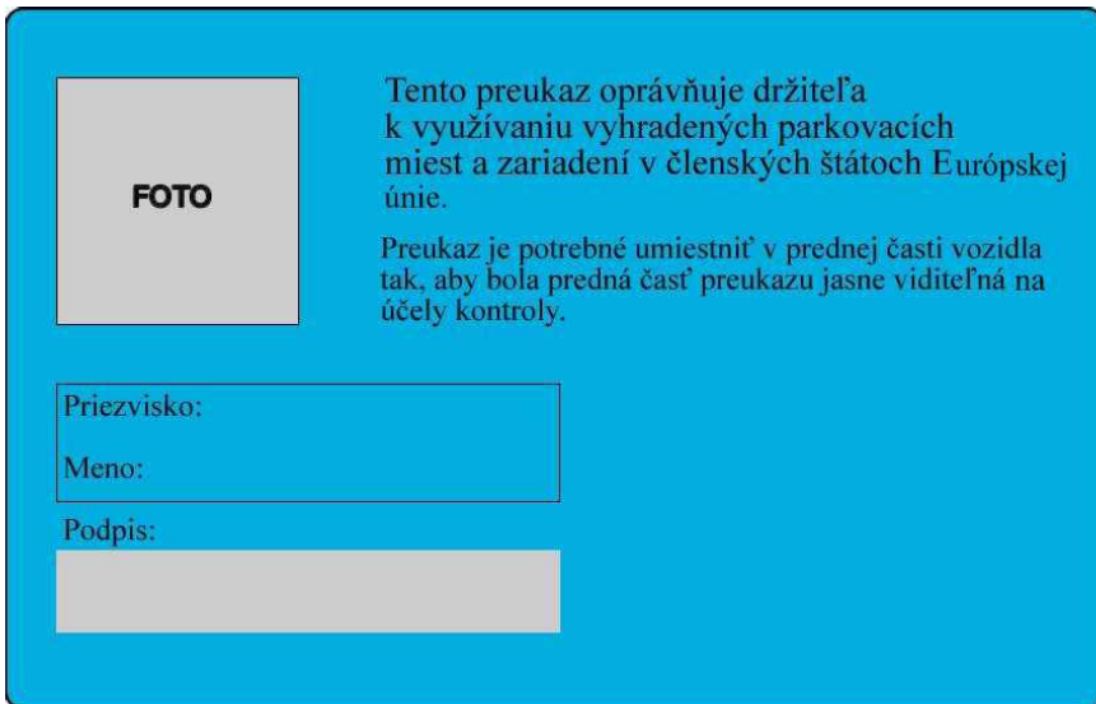 FOTO
Tento preukaz oprávňuje držiteľa
k využívaniu vyhradených parkovacích
miest a zariadení v členských štátoch Európskej
únie.
Preukaz je potrebné umiestniť v prednej časti vozidla
tak, aby bola predná časť preukazu jasne viditeľná na
účely kontroly.
Priezvisko:
Meno:
Podpis: